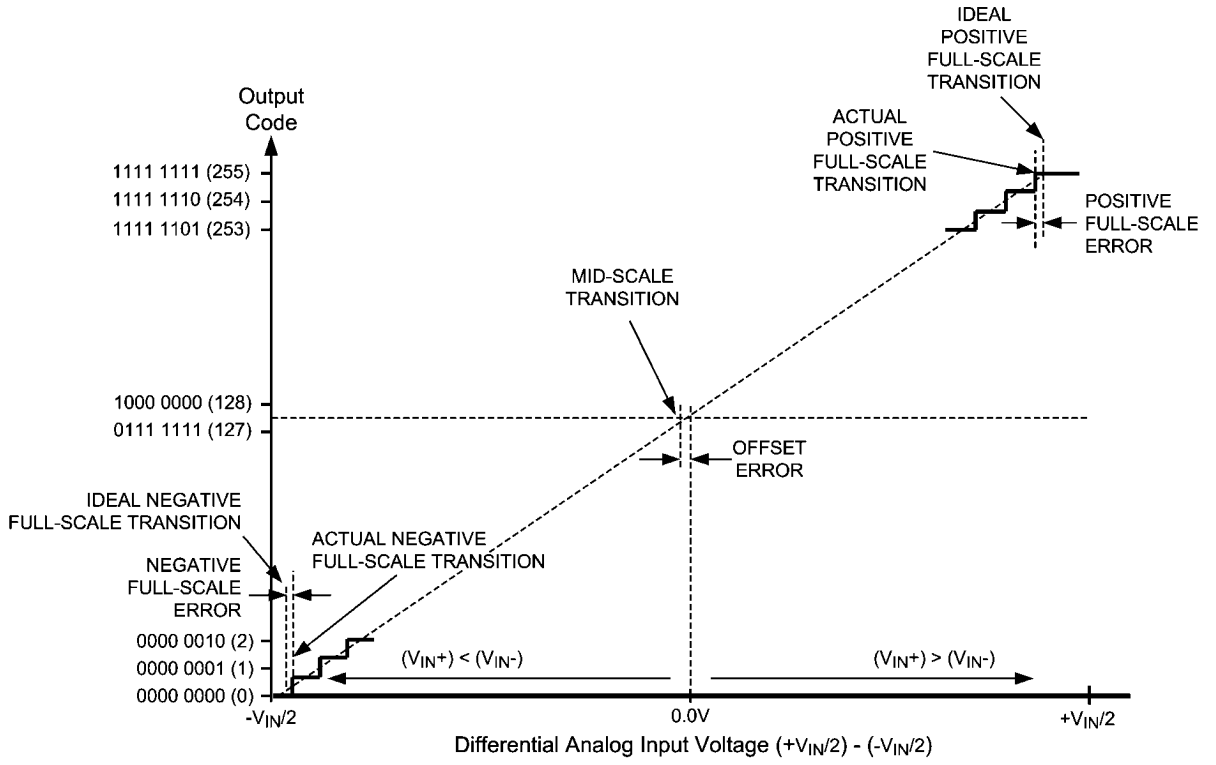 IDEAL
POSITIVE
FULL-SCALE
TRANSITION
Output
Code
ACTUAL
POSITIVE
FULL-SCALE
TRANSITION
1111 1111 (255)
1111 1110 (254)
1111 1101 (253)
POSITIVE
FULL-SCALE
ERROR
MID-SCALE
TRANSITION
1000 0000 (128)
0111 1111 (127)
OFFSET
ERROR
IDEAL NEGATIVE
FULL-SCALE TRANSITION
ACTUAL NEGATIVE
FULL-SCALE TRANSITION
NEGATIVE
FULL-SCALE
ERROR
0000 0010 (2)
0000 0001 (1)
0000 0000 (0)
(VIN+) < (VIN-)
(VIN+) > (VIN-)
-VIN/2
0.0V
+VIN/2
Differential Analog Input Voltage (+VIN/2) - (-VIN/2)